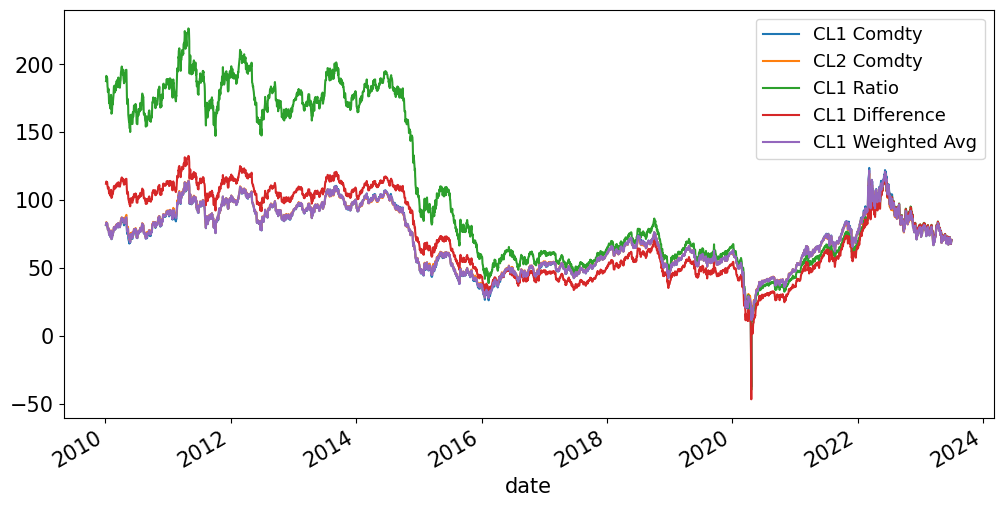 CL1 Comdty
CL2 Comdty
CL1 Ratio
CL1 Difference
CL1 Weighted Avg
200
150
100
50
0
−50
2010
2012
2014
2016
2018
2020
2022
2024
date